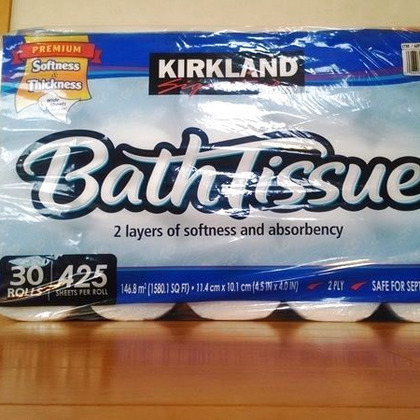 PREMIUM
Softness
&
Thickness
KIRKLAND
Bath Tissue
2 layers of softness and absorbency
30 ROLLS
425 SHEETS PER ROLL
146.8 m² (1580.1 SQ FT) • 11.4 cm x 10.1 cm (4.5 IN x 4.0 IN)
2 PLY
SAFE FOR SEPT